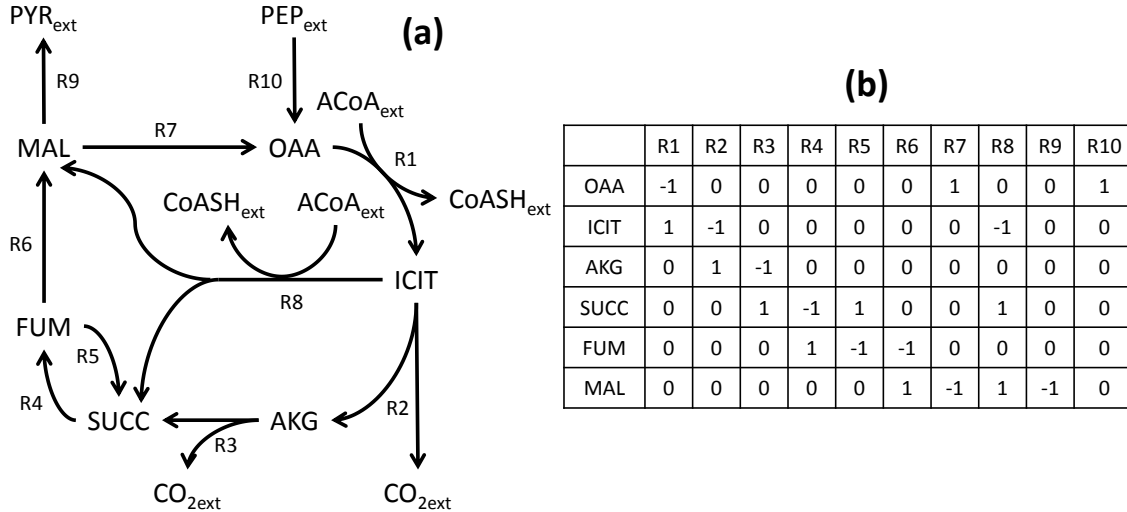 PYR_ext
PEP_ext
(a)
R9
R10
ACoA_ext
(b)
MAL
R7
OAA
R1
CoASH_ext
ACoA_ext
CoASH_ext
R6
ICIT
R8
FUM
R5
R4
R2
SUCC
AKG
R3
CO2ext
CO2ext
R1 R2 R3 R4 R5 R6 R7 R8 R9 R10
OAA -1 0 0 0 0 0 1 0 0 1
ICIT 1 -1 0 0 0 0 0 -1 0 0
AKG 0 1 -1 0 0 0 0 0 0 0
SUCC 0 0 1 -1 1 0 0 1 0 0
FUM 0 0 0 1 -1 -1 0 0 0 0
MAL 0 0 0 0 0 1 -1 1 -1 0